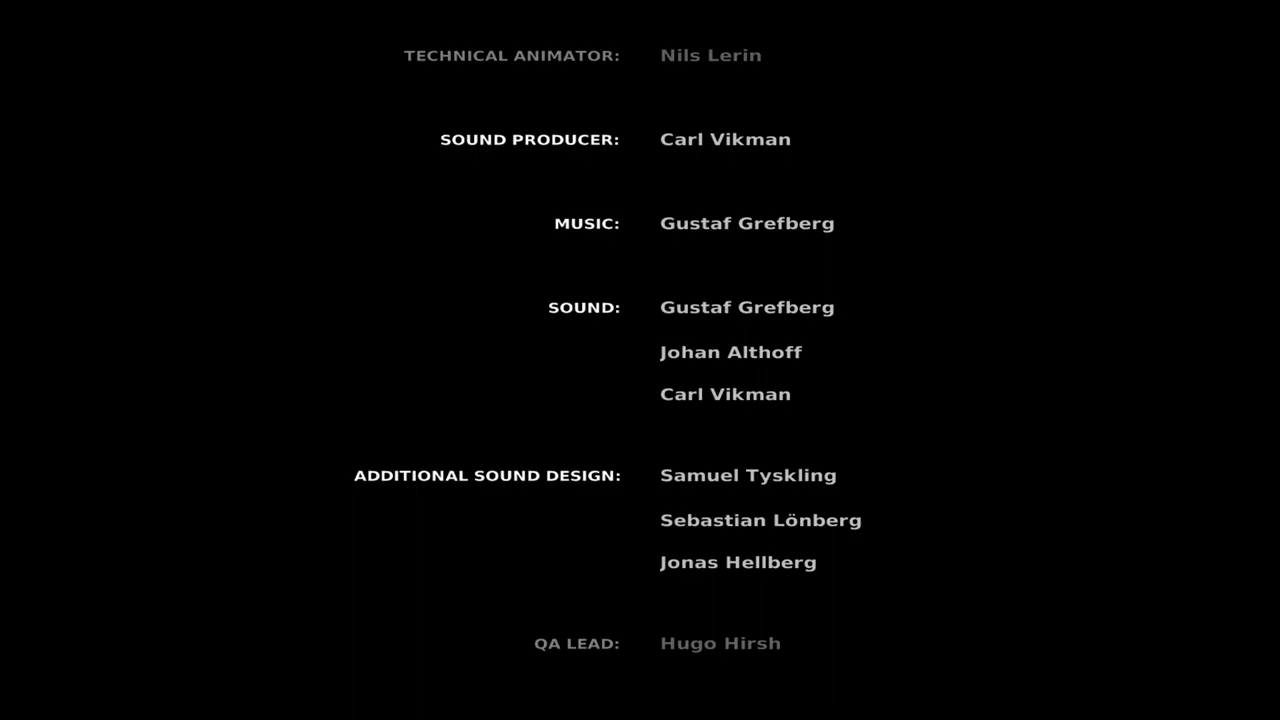 TECHNICAL ANIMATOR: Nils Lerin
SOUND PRODUCER: Carl Vikman
MUSIC: Gustaf Grefberg
SOUND: Gustaf Grefberg
Johan Althoff
Carl Vikman
ADDITIONAL SOUND DESIGN: Samuel Tyskling
Sebastian Lönberg
Jonas Hellberg
QA LEAD: Hugo Hirsh